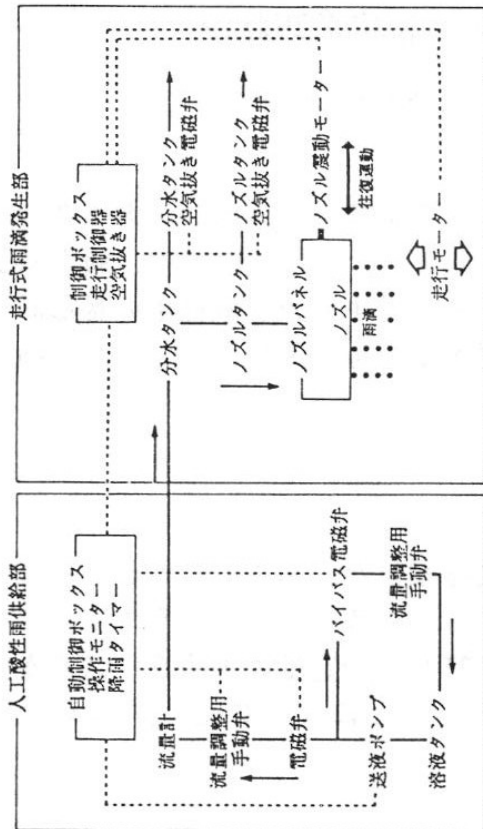 人工酸性雨供給部
自動制御ボックス
操作モニター
降雨タイマー
流量計
流量調整用
手動弁
電磁弁
バイパス電磁弁
流量調整用
手動弁
送液ポンプ
溶液タンク
走行式雨滴発生部
制御ボックス
走行制御器
空気抜き器
分水タンク
分水タンク
空気抜き電磁弁
ノズルタンク
ノズルタンク
空気抜き電磁弁
ノズルパネル
ノズル
ノズル震動モーター
往復運動
雨滴
走行モーター